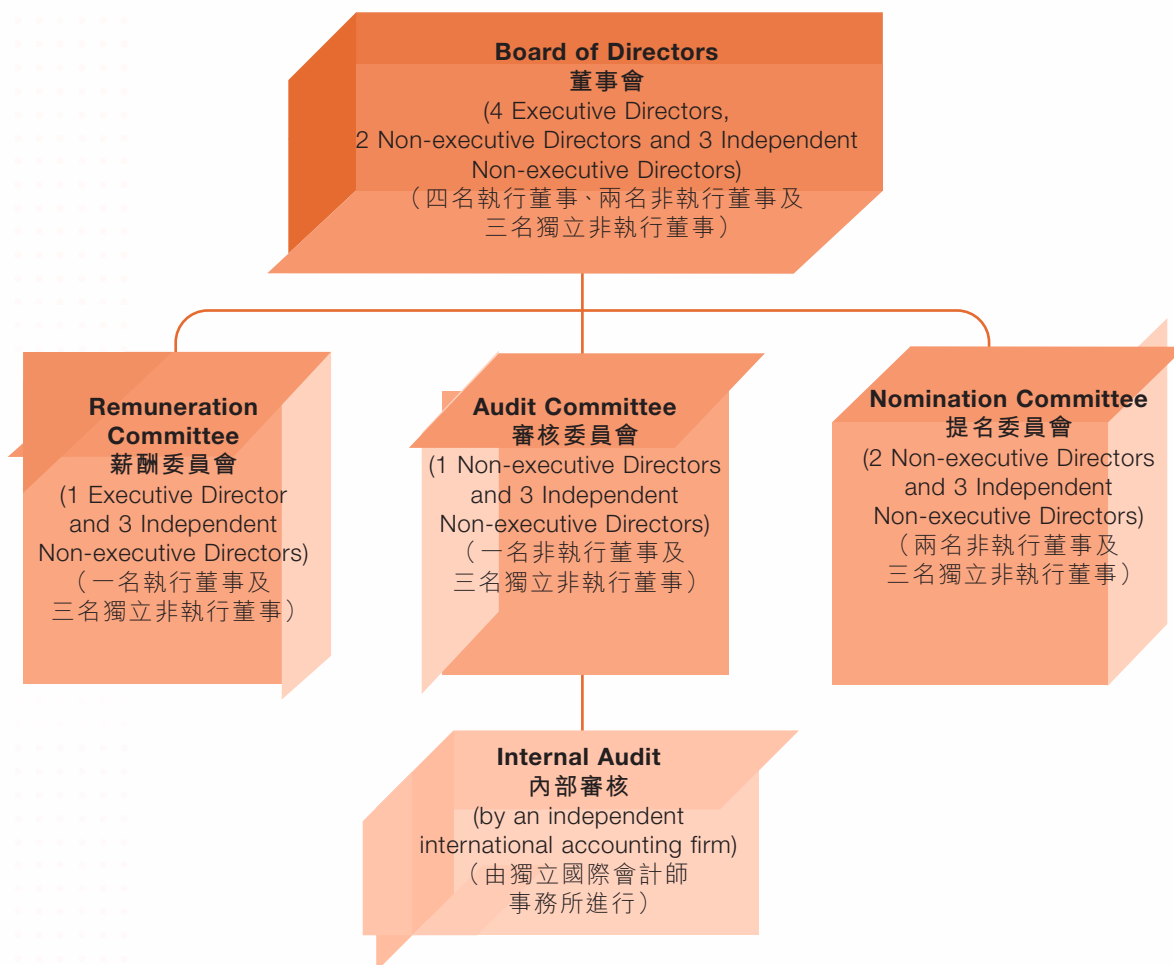 Board of Directors
董事會
(4 Executive Directors,
2 Non-executive Directors and 3 Independent
Non-executive Directors)
（四名執行董事、兩名非執行董事及
三名獨立非執行董事）
Remuneration
Committee
薪酬委員會
(1 Executive Director
and 3 Independent
Non-executive Directors)
（一名執行董事及
三名獨立非執行董事）
Audit Committee
審核委員會
(1 Non-executive Directors
and 3 Independent
Non-executive Directors)
（一名非執行董事及
三名獨立非執行董事）
Nomination Committee
提名委員會
(2 Non-executive Directors
and 3 Independent
Non-executive Directors)
（兩名非執行董事及
三名獨立非執行董事）
Internal Audit
內部審核
(by an independent
international accounting firm)
（由獨立國際會計師
事務所進行）